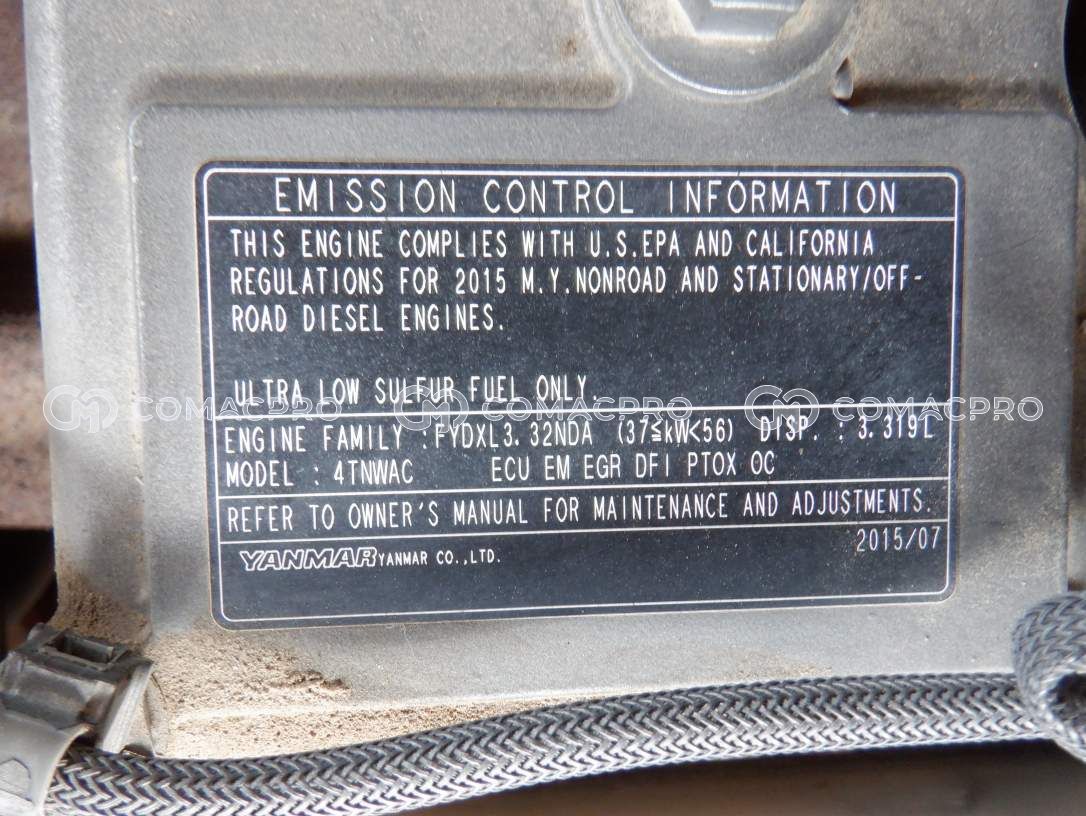 EMISSION CONTROL INFORMATION
THIS ENGINE COMPLIES WITH U.S.EPA AND CALIFORNIA
REGULATIONS FOR 2015 M.Y.NONROAD AND STATIONARY/OFF-
ROAD DIESEL ENGINES.
ULTRA LOW SULFUR FUEL ONLY.
COMACPRO COMACPRO COMACPRO
ENGINE FAMILY :FYDXL3.32NDA (37≦kW<56) DISP. : 3.319L
MODEL : 4TNWAC ECU EM EGR DFI PTOX OC
REFER TO OWNER'S MANUAL FOR MAINTENANCE AND ADJUSTMENTS.
2015/07
YANMAR YANMAR CO.,LTD.